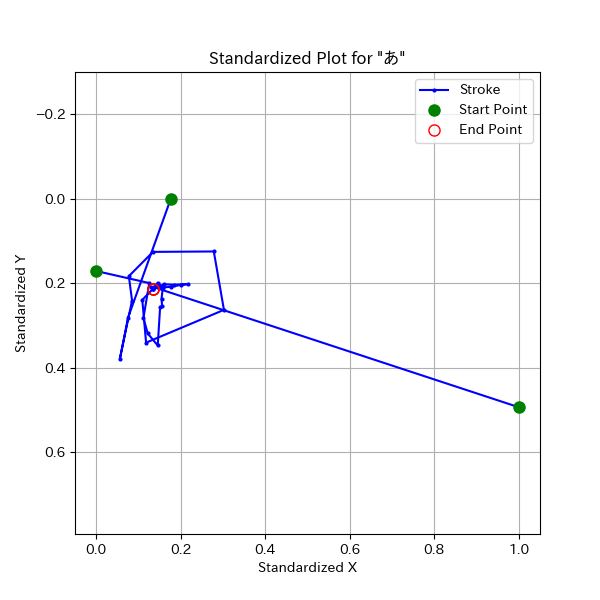 Standardized Plot for "あ"
Stroke
Start Point
End Point
−0.2
0.0
0.2
0.4
0.6
Standardized Y
0.0 0.2 0.4 0.6 0.8 1.0
Standardized X